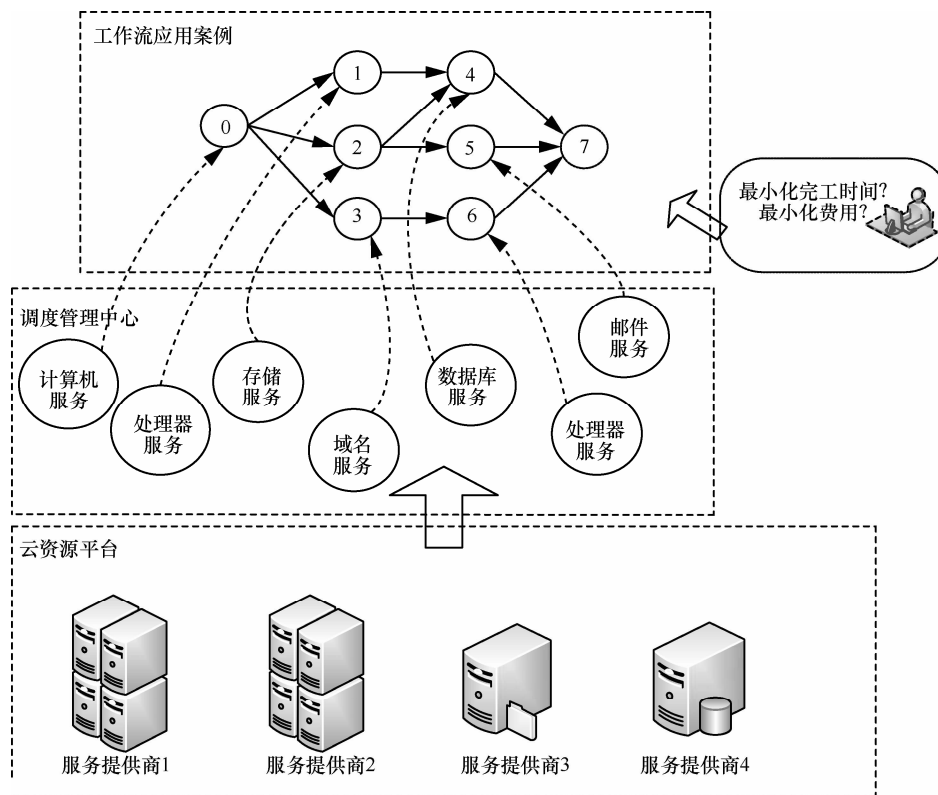 工作流应用案例
1
4
0
2
5
7
3
6
最小化完工时间?
最小化费用?
调度管理中心
邮件
服务
计算机
服务
存储
服务
数据库
服务
处理器
服务
域名
服务
处理器
服务
云资源平台
服务提供商1
服务提供商2
服务提供商3
服务提供商4